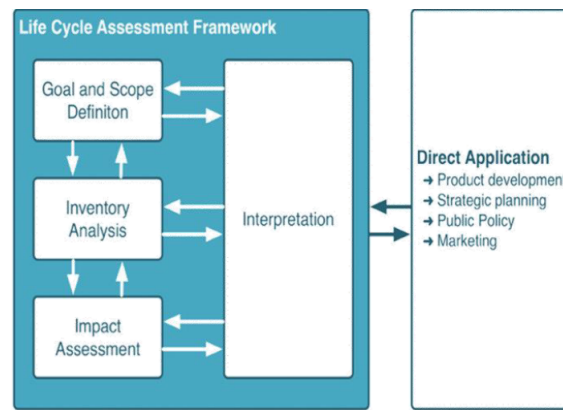 Life Cycle Assessment Framework
Goal and Scope
Definiton
Inventory
Analysis
Impact
Assessment
Interpretation
Direct Application
➔ Product development
➔ Strategic planning
➔ Public Policy
➔ Marketing